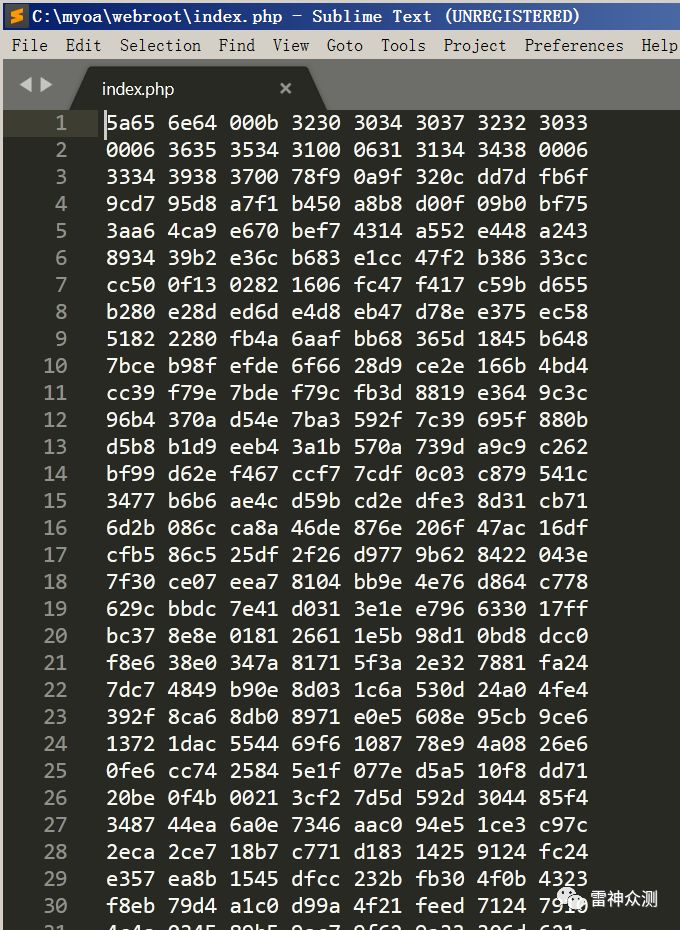 C:\myoa\webroot\index.php - Sublime Text (UNREGISTERED)
File Edit Selection Find View Goto Tools Project Preferences Help
index.php ×
1 5a65 6e64 000b 3230 3034 3037 3232 3033
2 0006 3635 3534 3100 0631 3134 3438 0006
3 3334 3938 3700 78f9 0a9f 320c dd7d fb6f
4 9cd7 95d8 a7f1 b450 a8b8 d00f 09b0 bf75
5 3aa6 4ca9 e670 bef7 4314 a552 e448 a243
6 8934 39b2 e36c b683 e1cc 47f2 b386 33cc
7 cc50 0f13 0282 1606 fc47 f417 c59b d655
8 b280 e28d ed6d e4d8 eb47 d78e e375 ec58
9 5182 2280 fb4a 6aaf bb68 365d 1845 b648
10 7bce b98f efde 6f66 28d9 ce2e 166b 4bd4
11 cc39 f79e 7bde f79c fb3d 8819 e364 9c3c
12 96b4 370a d54e 7ba3 592f 7c39 695f 880b
13 d5b8 b1d9 eeb4 3a1b 570a 739d a9c9 c262
14 bf99 d62e f467 ccf7 7cdf 0c03 c879 541c
15 3477 b6b6 ae4c d59b cd2e dfe3 8d31 cb71
16 6d2b 086c ca8a 46de 876e 206f 47ac 16df
17 cfb5 86c5 25df 2f26 d977 9b62 8422 043e
18 7f30 ce07 eea7 8104 bb9e 4e76 d864 c778
19 629c bbdc 7e41 d031 3e1e e796 6330 17ff
20 bc37 8e8e 0181 2661 1e5b 98d1 0bd8 dcc0
21 f8e6 38e0 347a 8171 5f3a 2e32 7881 fa24
22 7dc7 4849 b90e 8d03 1c6a 530d 24a0 4fe4
23 392f 8ca6 8db0 8971 e0e5 608e 95cb 9ce6
24 1372 1dac 5544 69f6 1087 78e9 4a08 26e6
25 0fe6 cc74 2584 5e1f 077e d5a5 10f8 dd71
26 20be 0f4b 0021 3cf2 7d5d 592d 3044 85f4
27 3487 44ea 6a0e 7346 aac0 94e5 1ce3 c97c
28 2eca 2ce7 18b7 c771 d183 1425 9124 fc24
29 e357 ea8b 1545 dfcc 232b fb30 4f0b 4323
30 f8eb 79d4 a1c0 d99a 4f21 feed 7124
雷神众测